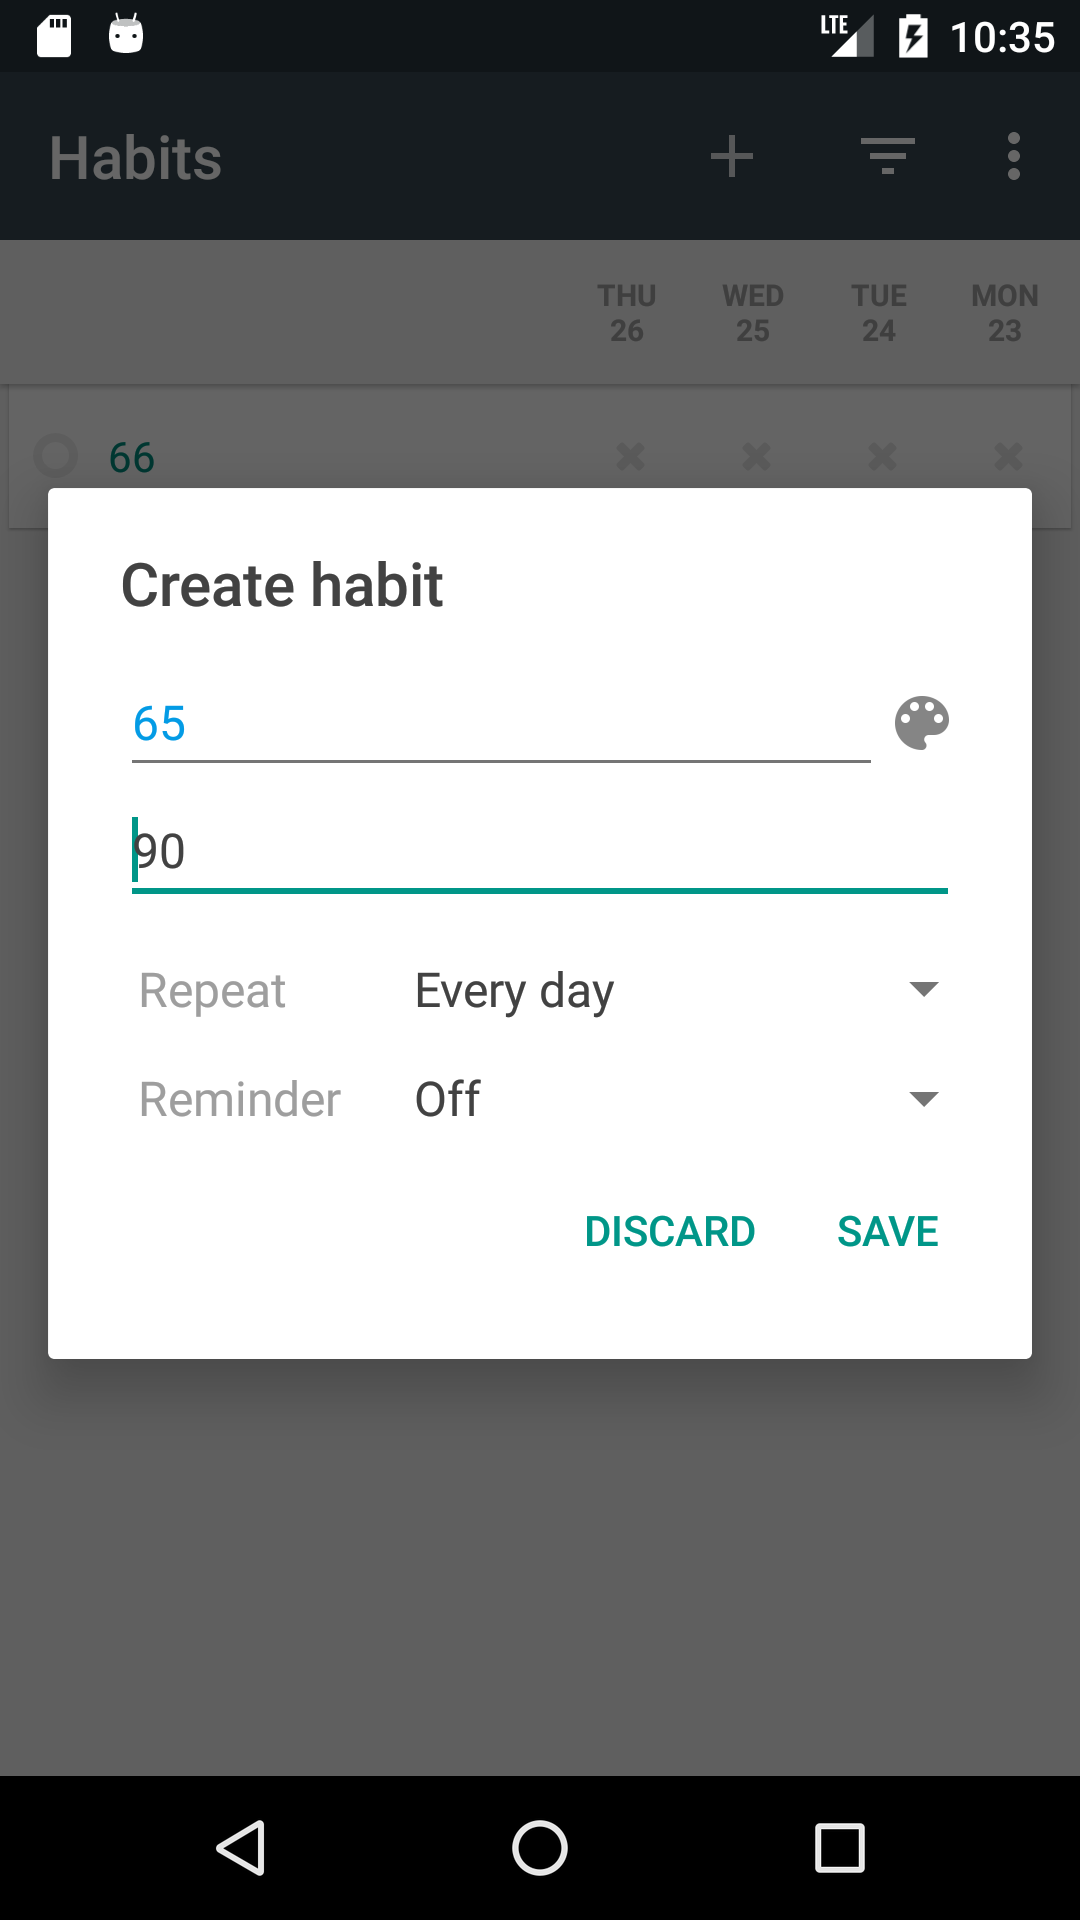 LTE 10:35
Habits
THU WED TUE MON
26 25 24 23
66
Create habit
65
90
Repeat Every day
Reminder Off
DISCARD SAVE